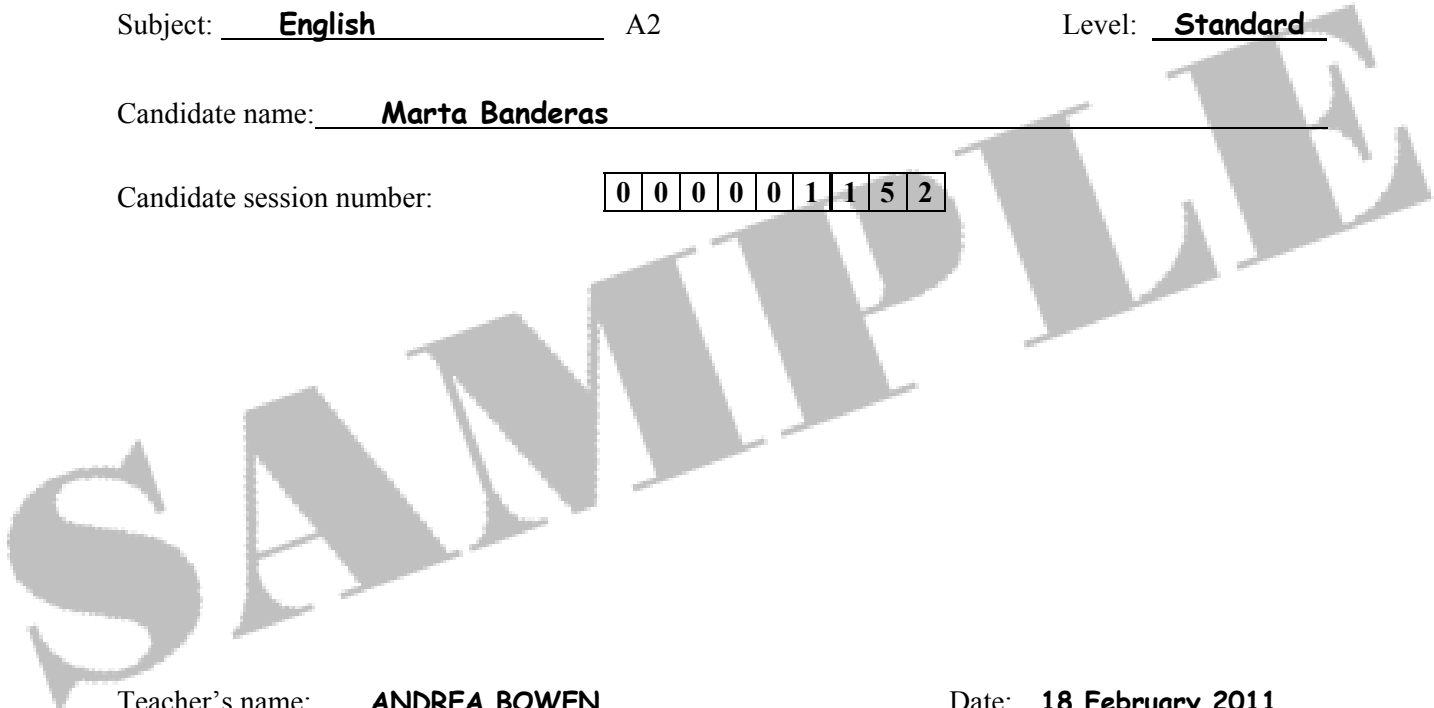 Subject: English A2 Level: Standard
Candidate name: Marta Banderas
Candidate session number: 0 0 0 0 0 1 1 5 2
SAMPLE
Teacher's name: ANDREA BOWEN Date: 18 February 2011